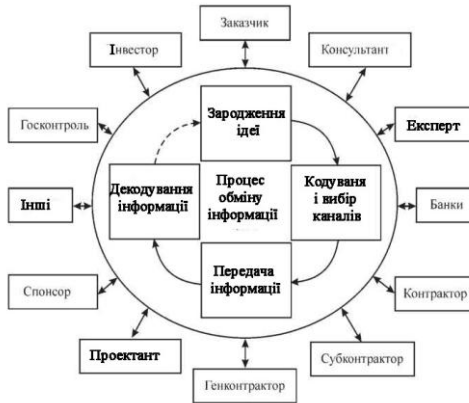 Заказчик
Інвестор
Консультант
Зародження
ідеї
Госконтроль
Експерт
Декодування
інформації
Процес
обміну
інформації
Кодуваня
і вибір
каналів
Інші
Банки
Передача
інформації
Спонсор
Контрактор
Проектант
Субконтрактор
Генконтрактор